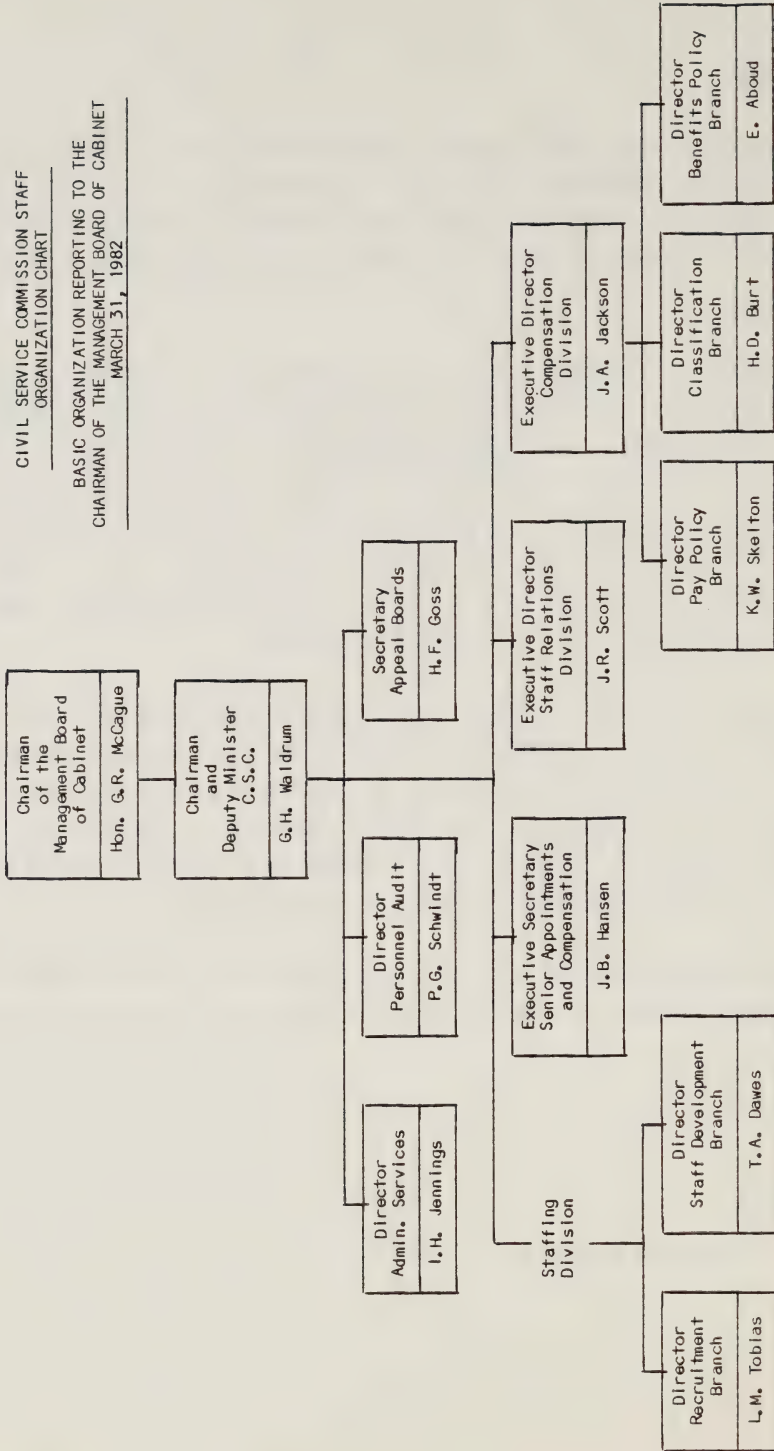 CIVIL SERVICE COMMISSION STAFF
ORGANIZATION CHART
BASIC ORGANIZATION REPORTING TO THE
CHAIRMAN OF THE MANAGEMENT BOARD OF CABINET
MARCH 31, 1982
Chairman
of the
Management Board
of Cabinet
Hon. G.R. McCague
Chairman
and
Deputy Minister
C.S.C.
G.H. Waldrum
Director
Admin. Services
I.H. Jennings
Director
Personnel Audit
P.G. Schwindt
Secretary
Appeal Boards
H.F. Goss
Staffing
Division
Executive Secretary
Senior Appointments
and Compensation
J.B. Hansen
Executive Director
Staff Relations
Division
J.R. Scott
Executive Director
Compensation
Division
J.A. Jackson
Director
Recruitment
Branch
L.M. Tobias
Director
Staff Development
Branch
T.A. Dawes
Director
Pay Policy
Branch
K.W. Skelton
Director
Classification
Branch
H.D. Burt
Director
Benefits Policy
Branch
E. Aboud